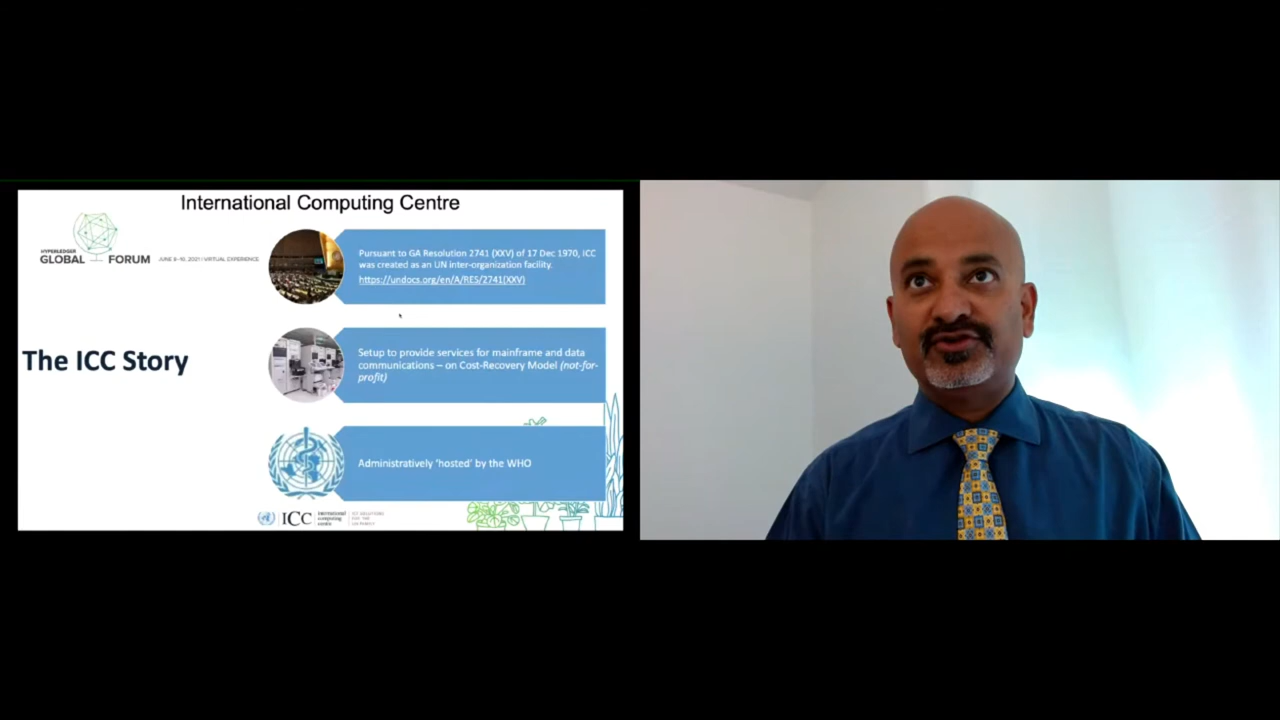 International Computing Centre
HYPERLEDGER
GLOBAL FORUM
JUNE 8-10, 2021 / VIRTUAL EXPERIENCE
Pursuant to GA Resolution 2741 (XXV) of 17 Dec 1970, ICC
was created as an UN inter-organization facility.
https://undocs.org/en/A/RES/2741(XXV)
The ICC Story
Setup to provide services for mainframe and data
communications – on Cost-Recovery Model (not-for-
profit)
Administratively ‘hosted’ by the WHO
ICC
international
computing
centre